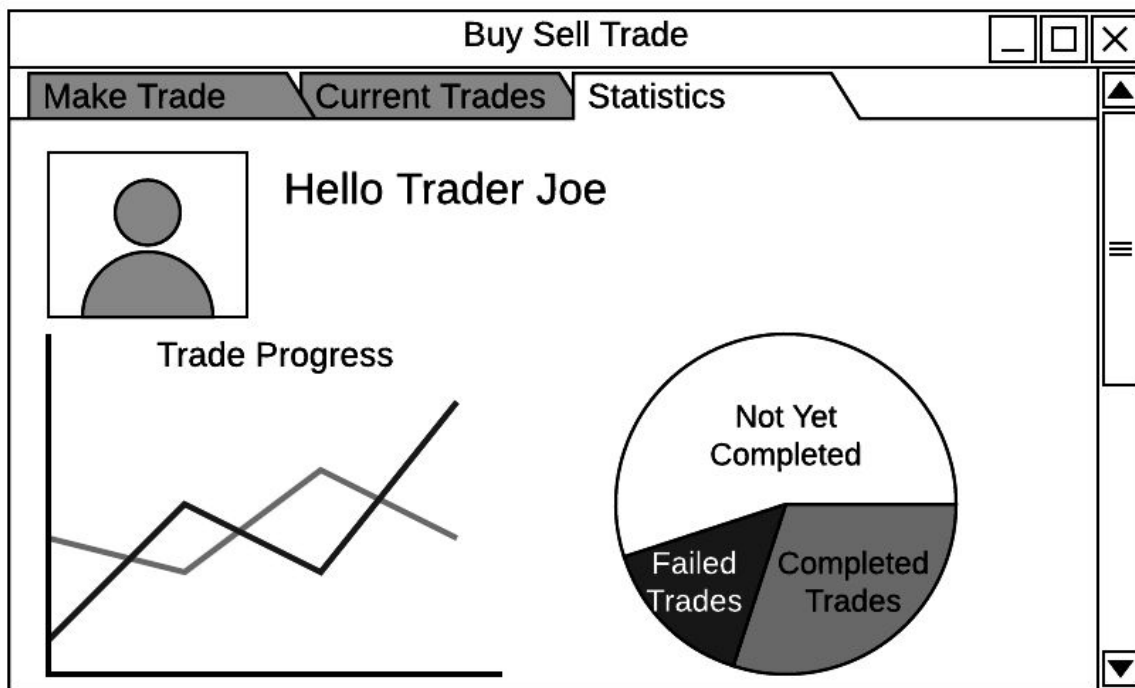 Buy Sell Trade
Make Trade
Current Trades
Statistics
Hello Trader Joe
Trade Progress
Not Yet
Completed
Failed
Trades
Completed
Trades